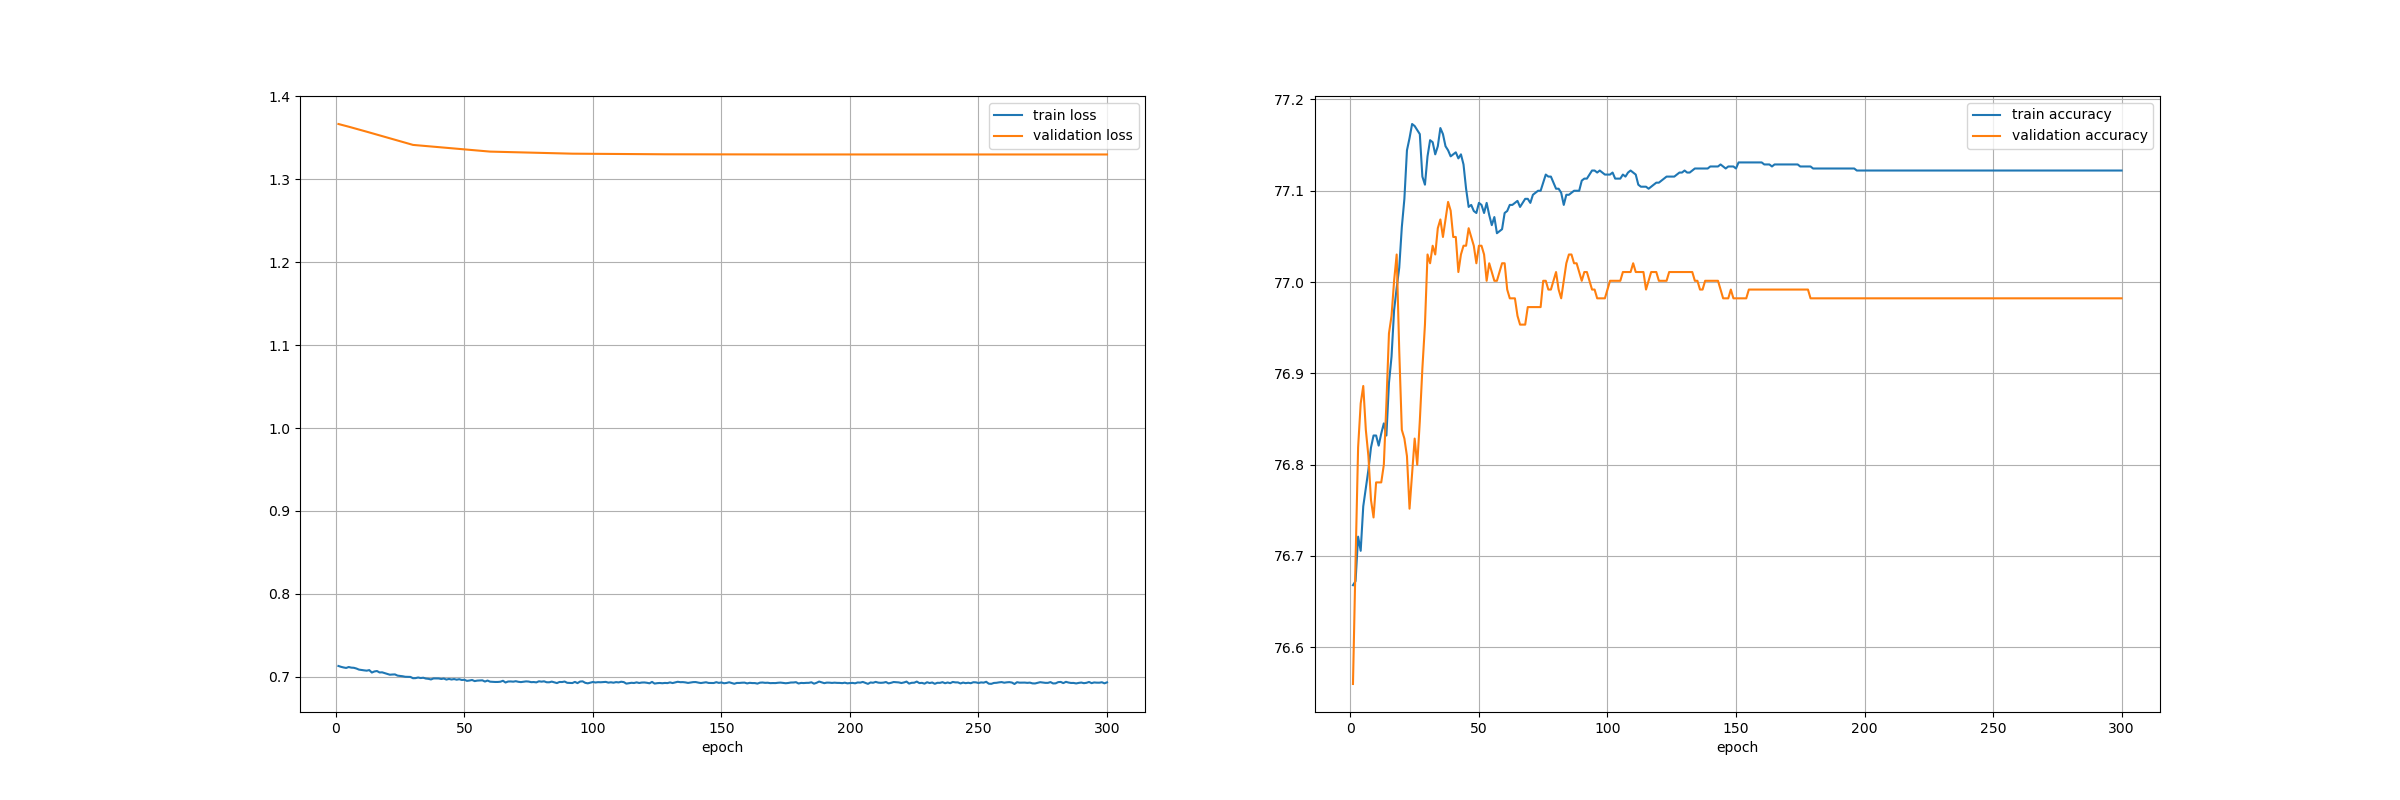 1.4
1.3
1.2
1.1
1.0
0.9
0.8
0.7
0 50 100 150 200 250 300
epoch
train loss
validation loss
77.2
77.1
77.0
76.9
76.8
76.7
76.6
0 50 100 150 200 250 300
epoch
train accuracy
validation accuracy